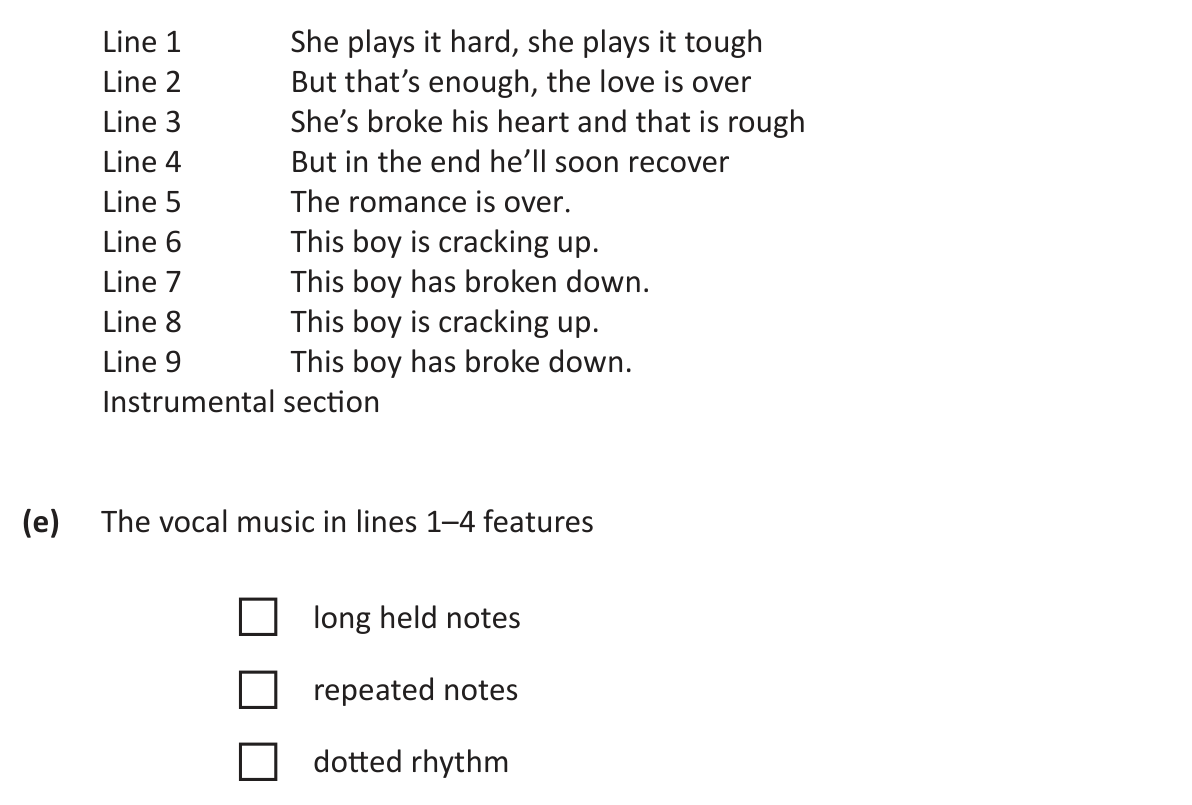 Line 1 She plays it hard, she plays it tough
Line 2 But that’s enough, the love is over
Line 3 She’s broke his heart and that is rough
Line 4 But in the end he’ll soon recover
Line 5 The romance is over.
Line 6 This boy is cracking up.
Line 7 This boy has broken down.
Line 8 This boy is cracking up.
Line 9 This boy has broke down.
Instrumental section
(e) The vocal music in lines 1–4 features
long held notes
repeated notes
dotted rhythm